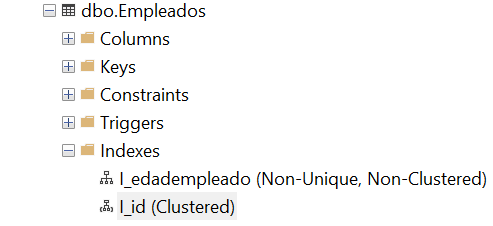 dbo.Empleados
Columns
Keys
Constraints
Triggers
Indexes
I_edadempleado (Non-Unique, Non-Clustered)
I_id (Clustered)